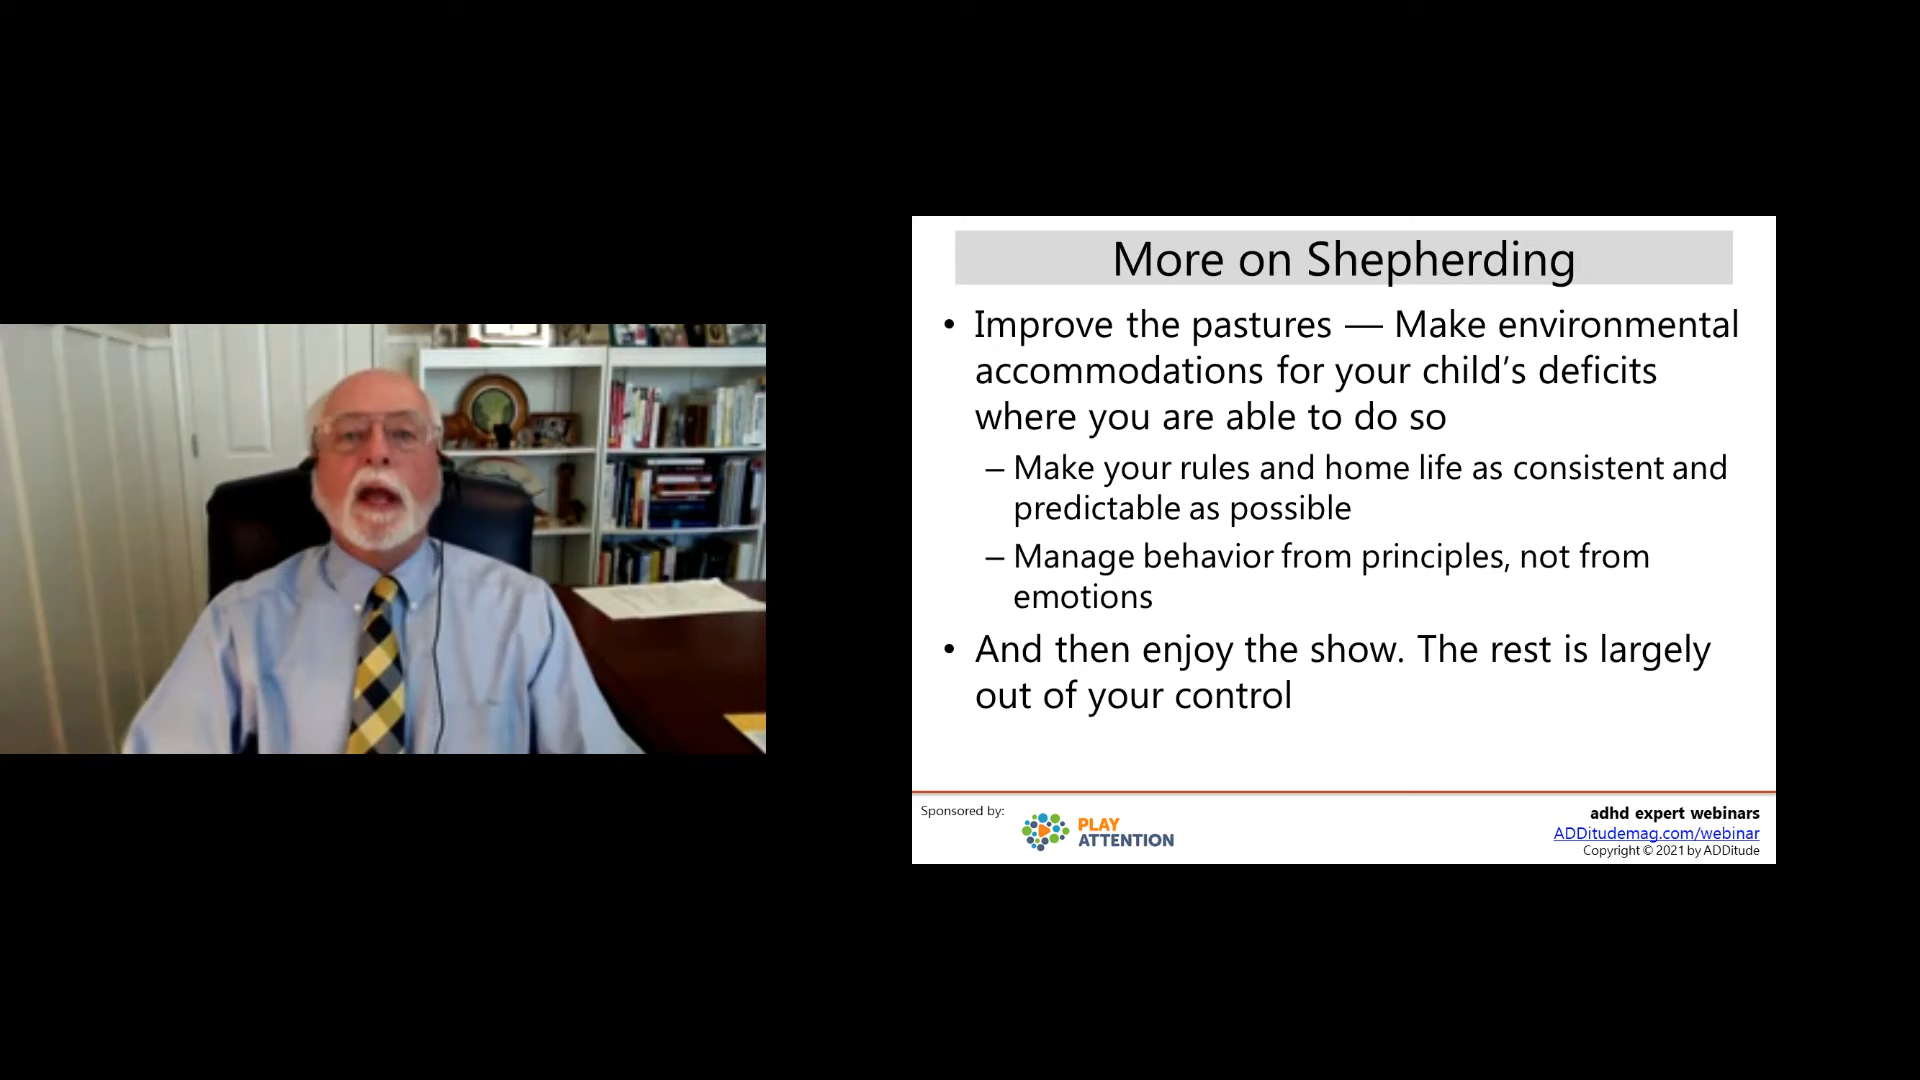 More on Shepherding
• Improve the pastures — Make environmental
accommodations for your child’s deficits
where you are able to do so
– Make your rules and home life as consistent and
predictable as possible
– Manage behavior from principles, not from
emotions
• And then enjoy the show. The rest is largely
out of your control
Sponsored by:
PLAY
ATTENTION
adhd expert webinars
ADDitudemag.com/webinar
Copyright © 2021 by ADDitude